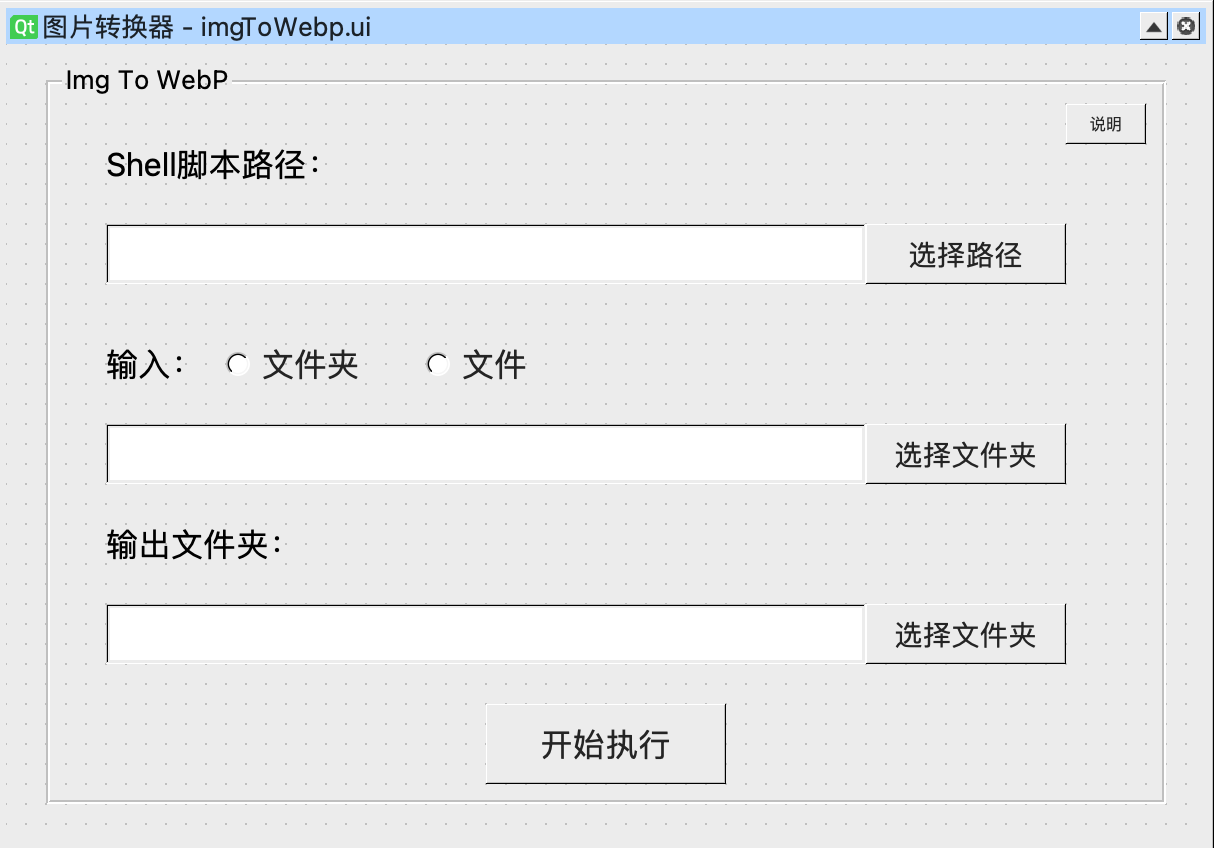 Qt 图片转换器 - imgToWebp.ui
Img To WebP
说明
Shell脚本路径：
选择路径
输入： 文件夹 文件
选择文件夹
输出文件夹：
选择文件夹
开始执行